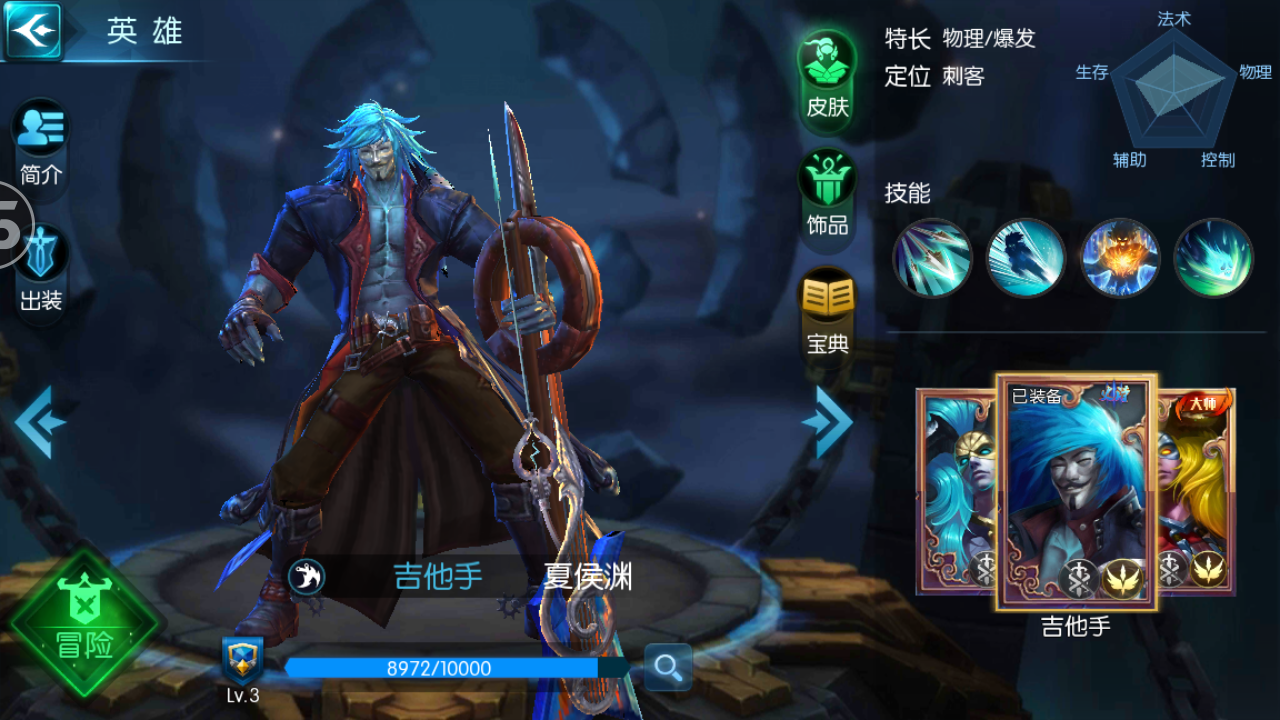 英雄
简介
5
出装
冒险
吉他手 夏侯渊
8972/10000
Lv.3
皮肤
饰品
宝典
特长 物理/爆发
定位 刺客
法术
生存
物理
辅助
控制
技能
已装备
大师
吉他手